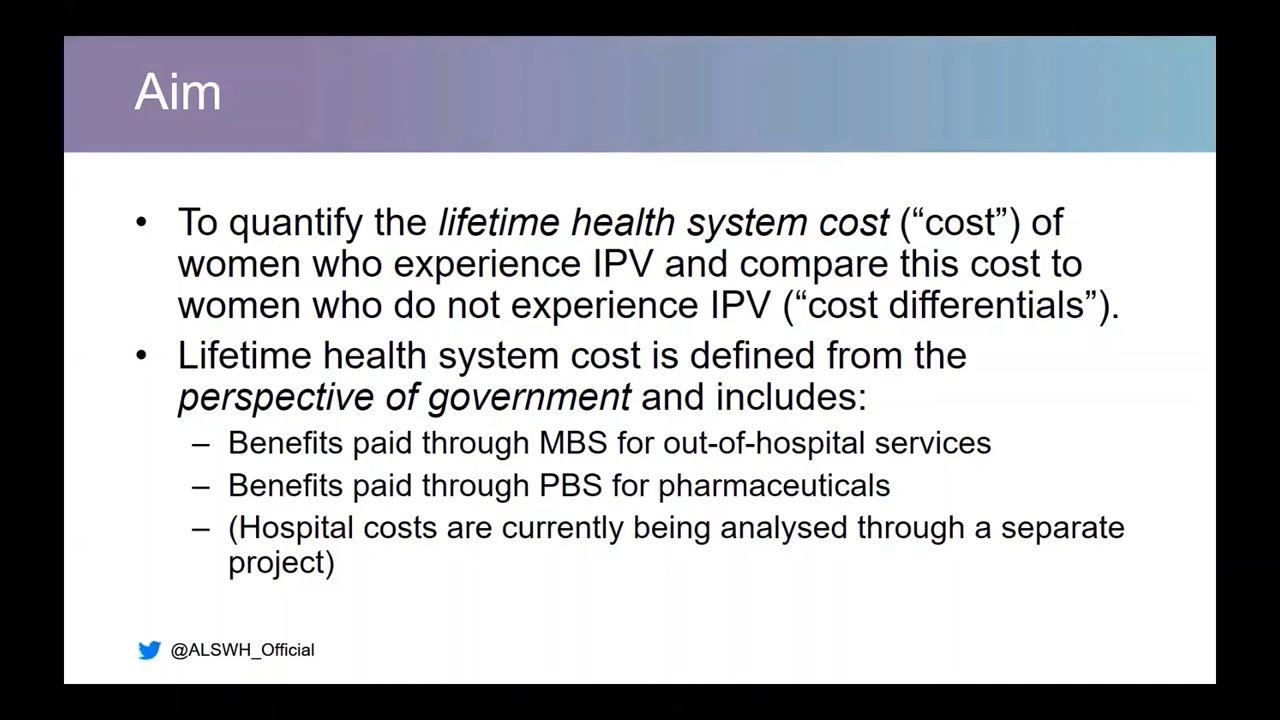 Aim
• To quantify the lifetime health system cost (“cost”) of
women who experience IPV and compare this cost to
women who do not experience IPV (“cost differentials”).
• Lifetime health system cost is defined from the
perspective of government and includes:
– Benefits paid through MBS for out-of-hospital services
– Benefits paid through PBS for pharmaceuticals
– (Hospital costs are currently being analysed through a separate
project)
@ALSWH_Official